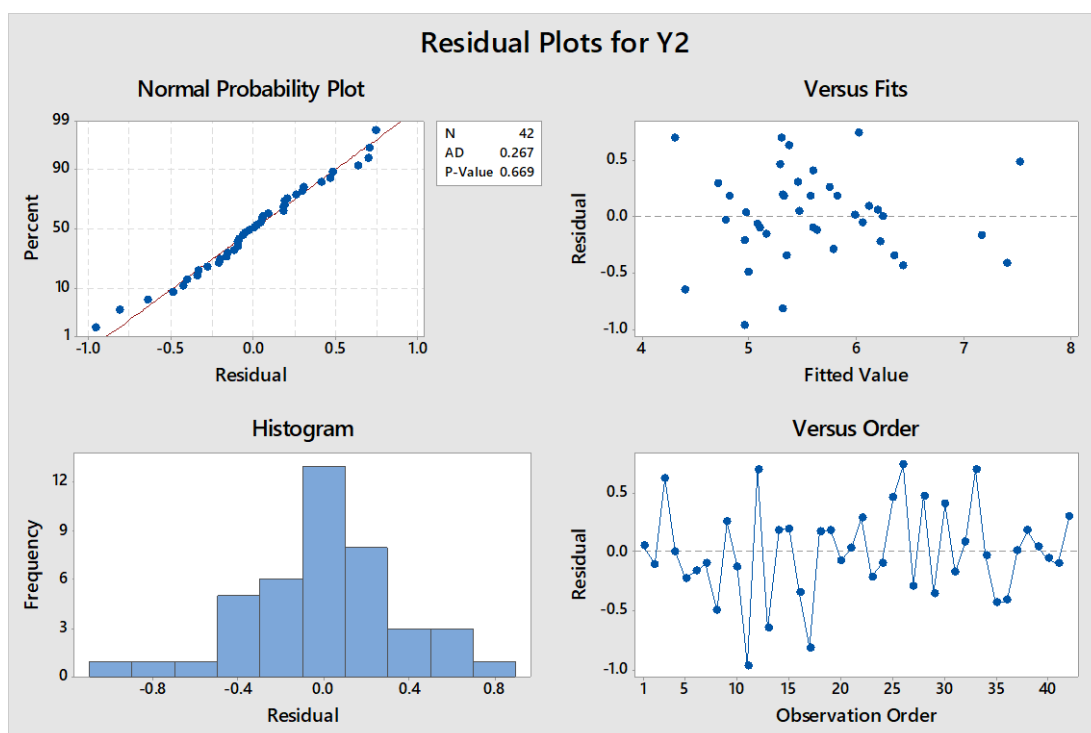 Residual Plots for Y2
Normal Probability Plot
99
90
50
10
1
Percent
-1.0 -0.5 0.0 0.5 1.0
Residual
N 42
AD 0.267
P-Value 0.669
Versus Fits
0.5
0.0
-0.5
-1.0
Residual
4 5 6 7 8
Fitted Value
Histogram
12
9
6
3
0
Frequency
-0.8 -0.4 0.0 0.4 0.8
Residual
Versus Order
0.5
0.0
-0.5
-1.0
Residual
1 5 10 15 20 25 30 35 40
Observation Order